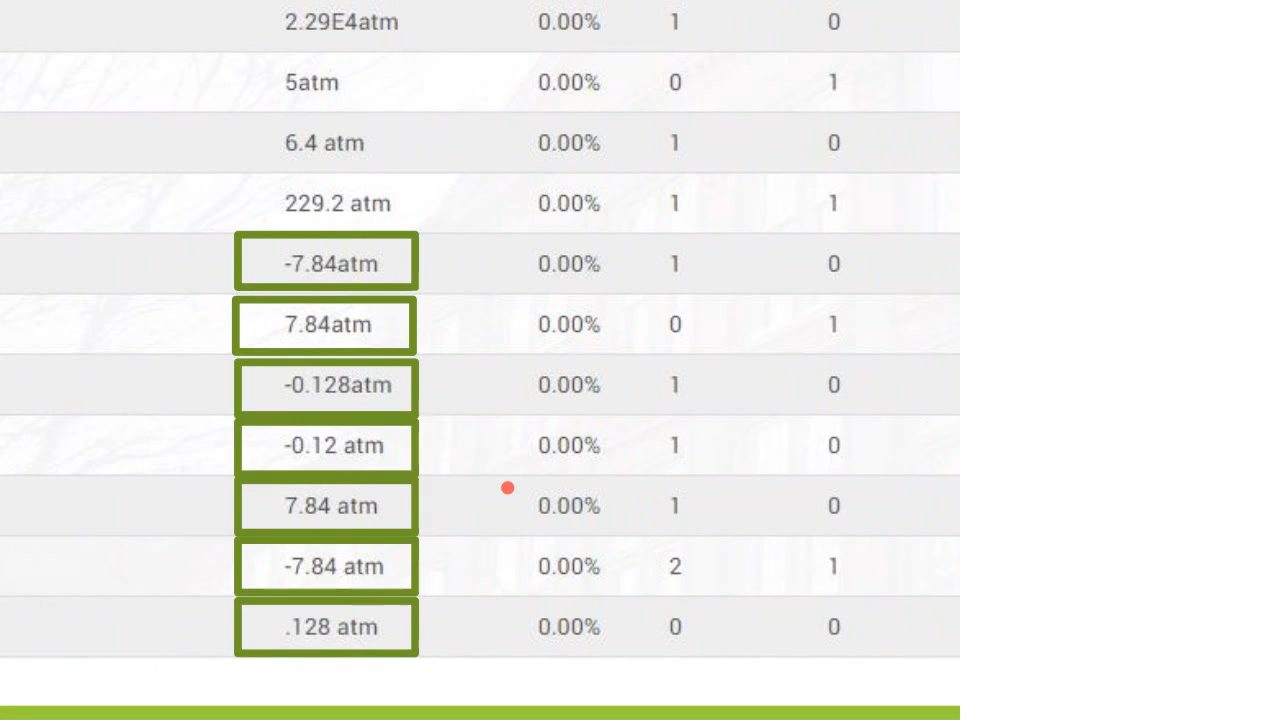 2.29E4atm 0.00% 1 0
5atm 0.00% 0 1
6.4 atm 0.00% 1 0
229.2 atm 0.00% 1 1
-7.84atm 0.00% 1 0
7.84atm 0.00% 0 1
-0.128atm 0.00% 1 0
-0.12 atm 0.00% 1 0
7.84 atm 0.00% 1 0
-7.84 atm 0.00% 2 1
.128 atm 0.00% 0 0